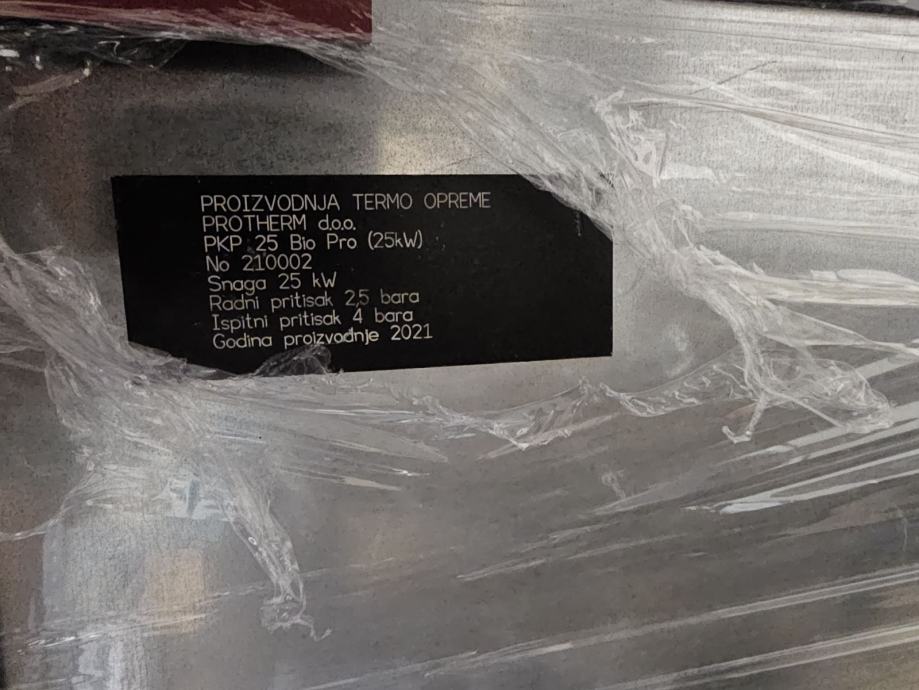 PROIZVODNJA TERMO OPREME
PROTHERM d.o.o.
PKP 25 Bio Pro (25kW)
No 210002
Snaga 25 kW
Radni pritisak 2,5 bara
Ispitni pritisak 4 bara
Godina proizvodnje 2021